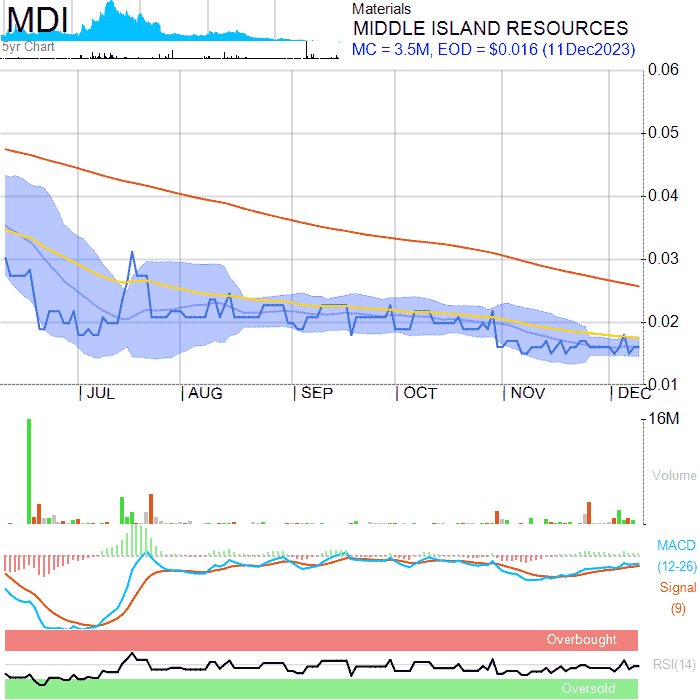 MDI
5yr Chart
Materials
MIDDLE ISLAND RESOURCES
MC = 3.5M, EOD = $0.016 (11Dec2023)
0.06
0.05
0.04
0.03
0.02
0.01
JUL AUG SEP OCT NOV DEC
16M
Volume
MACD
(12-26)
Signal
(9)
Overbought
RSI(14)
Oversold